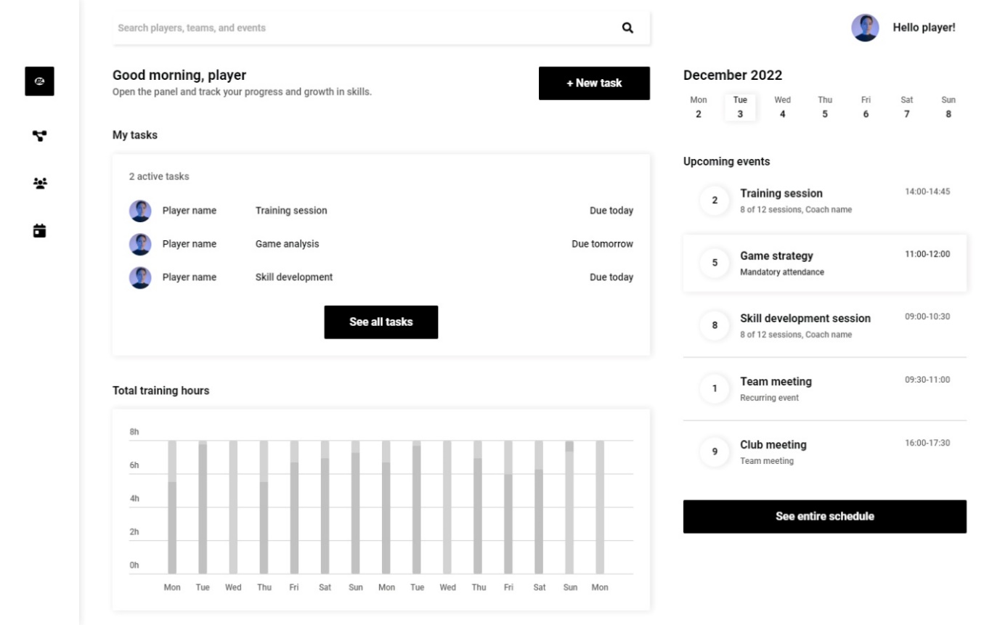 Search players, teams, and events
Hello player!
Good morning, player
Open the panel and track your progress and growth in skills.
+ New task
My tasks
2 active tasks
Player name Training session Due today
Player name Game analysis Due tomorrow
Player name Skill development Due today
See all tasks
Total training hours
8h
6h
4h
2h
0h
Mon Tue Wed Thu Fri Sat Sun Mon Tue Wed Thu Fri Sat Sun Mon
December 2022
Mon Tue Wed Thu Fri Sat Sun
2 3 4 5 6 7 8
Upcoming events
2 Training session 14:00-14:45
8 of 12 sessions, Coach name
5 Game strategy 11:00-12:00
Mandatory attendance
8 Skill development session 09:00-10:30
8 of 12 sessions, Coach name
1 Team meeting 09:30-11:00
Recurring event
9 Club meeting 16:00-17:30
Team meeting
See entire schedule